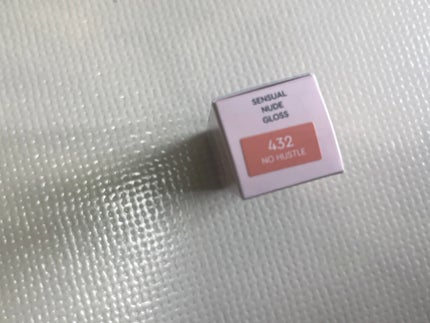 SENSUAL
NUDE
GLOSS
432
NO HUSTLE